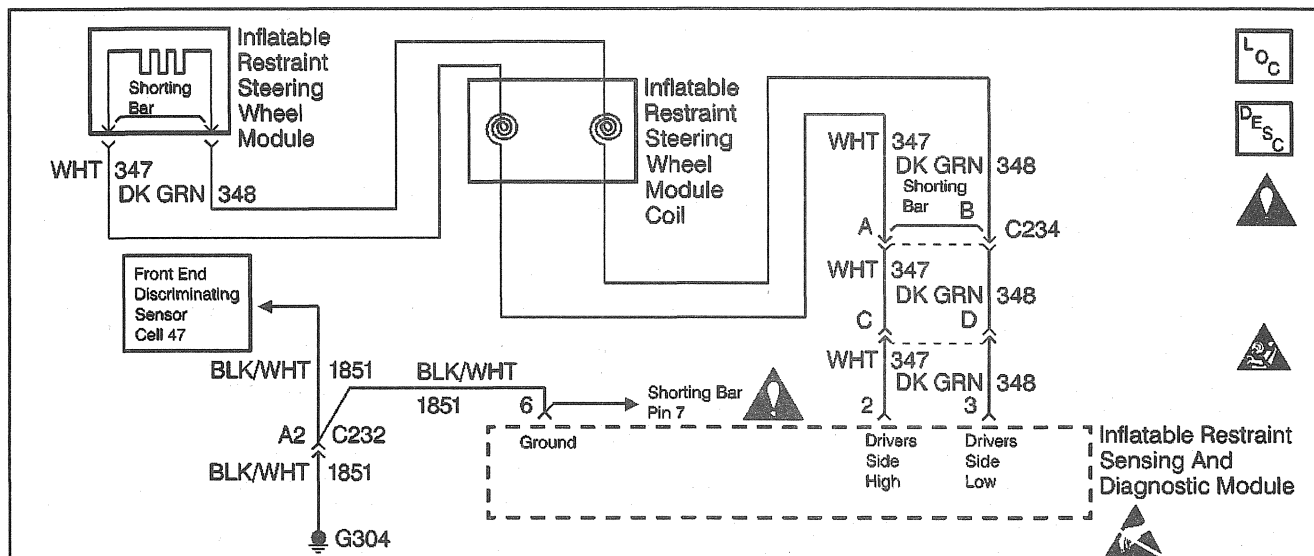 Inflatable
Restraint
Steering
Wheel
Module
Shorting
Bar
WHT 347
DK GRN 348
Inflatable
Restraint
Steering
Wheel
Module
Coil
WHT 347
DK GRN 348
Shorting
Bar
A B C234
WHT 347
DK GRN 348
C D
WHT 347
DK GRN 348
2 3
Front End
Discriminating
Sensor
Cell 47
BLK/WHT 1851
BLK/WHT
1851 6
Shorting Bar
Pin 7
A2 C232
BLK/WHT 1851
G304
Ground
Drivers
Side
High
Drivers
Side
Low
Inflatable Restraint
Sensing And
Diagnostic Module
LOC
DESC